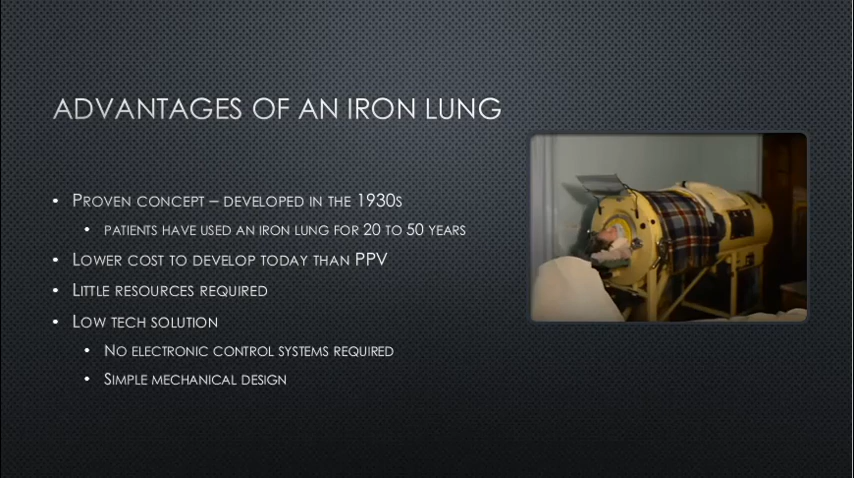 ADVANTAGES OF AN IRON LUNG
• PROVEN CONCEPT – DEVELOPED IN THE 1930S
• PATIENTS HAVE USED AN IRON LUNG FOR 20 TO 50 YEARS
• LOWER COST TO DEVELOP TODAY THAN PPV
• LITTLE RESOURCES REQUIRED
• LOW TECH SOLUTION
• NO ELECTRONIC CONTROL SYSTEMS REQUIRED
• SIMPLE MECHANICAL DESIGN